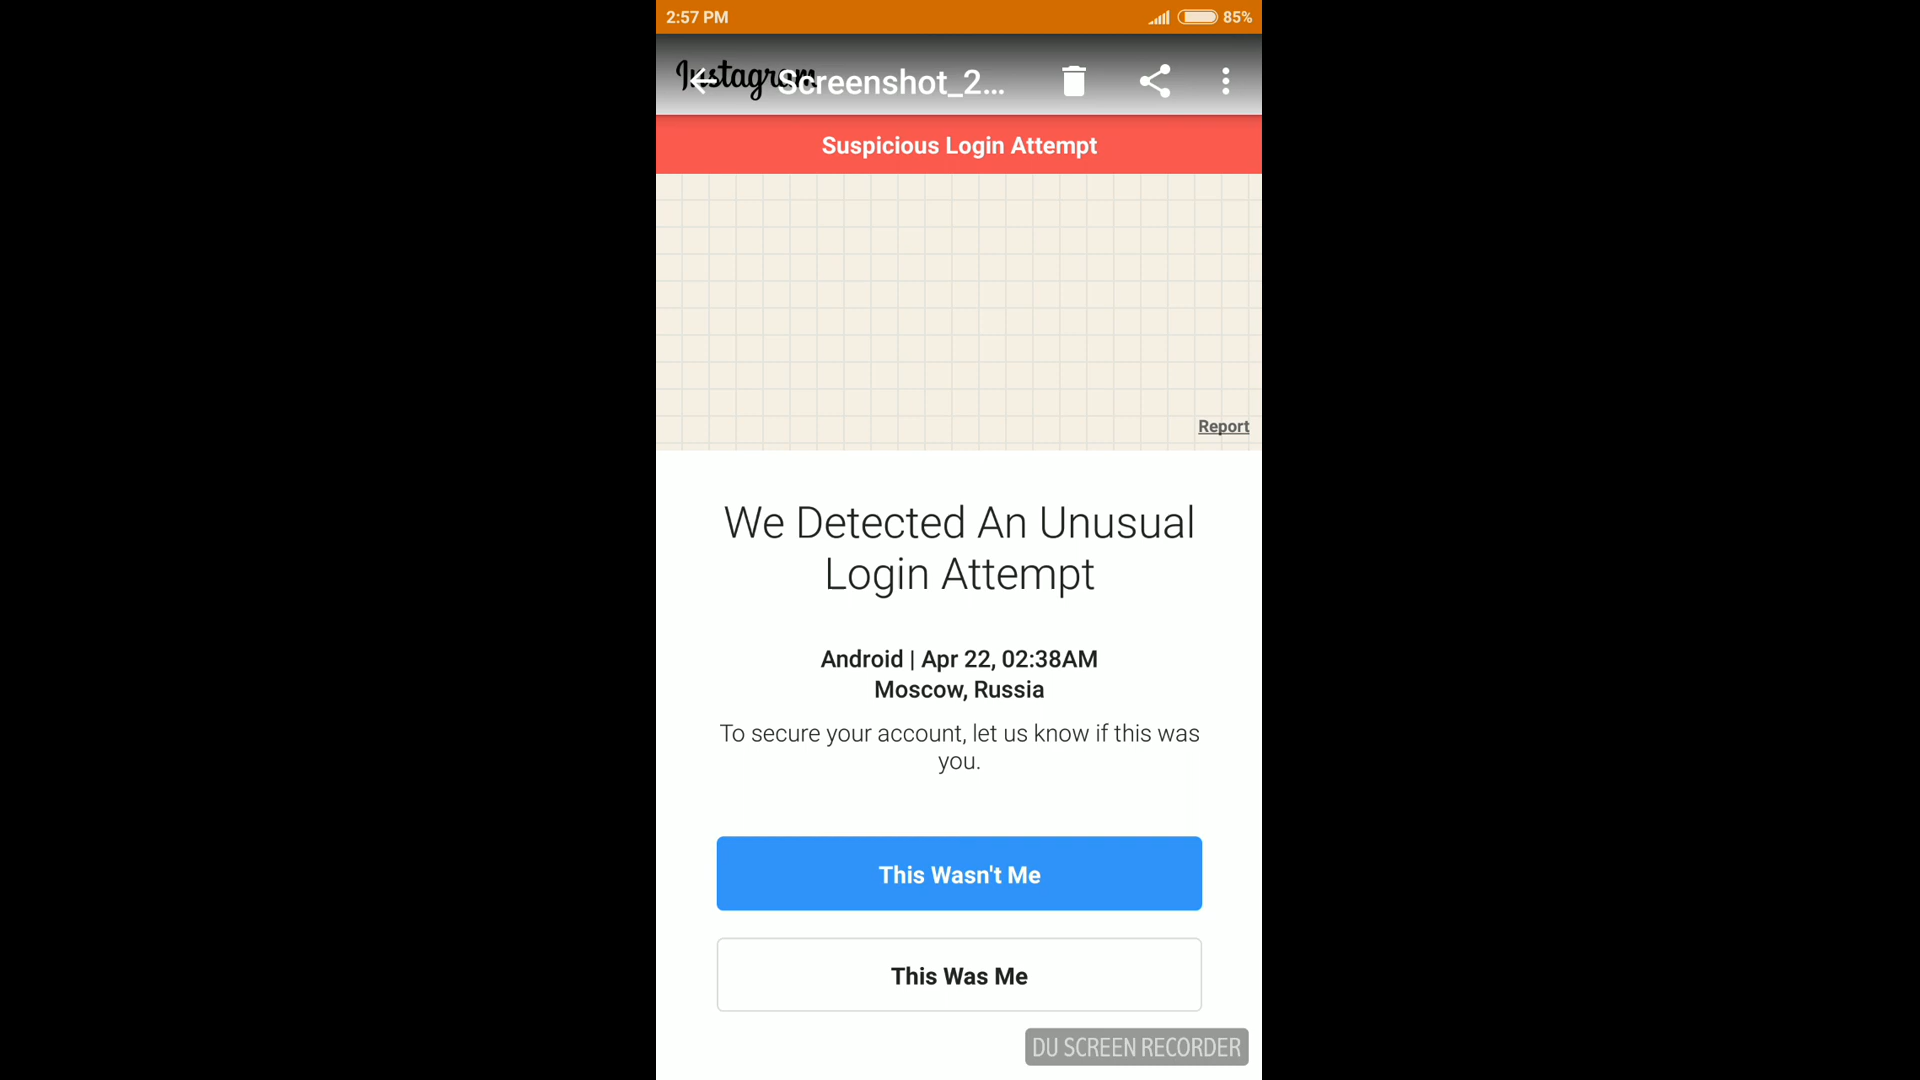 2:57 PM 85%
Instagram
Screenshot_2...
Suspicious Login Attempt
Report
We Detected An Unusual
Login Attempt
Android | Apr 22, 02:38AM
Moscow, Russia
To secure your account, let us know if this was
you.
This Wasn't Me
This Was Me
DU SCREEN RECORDER